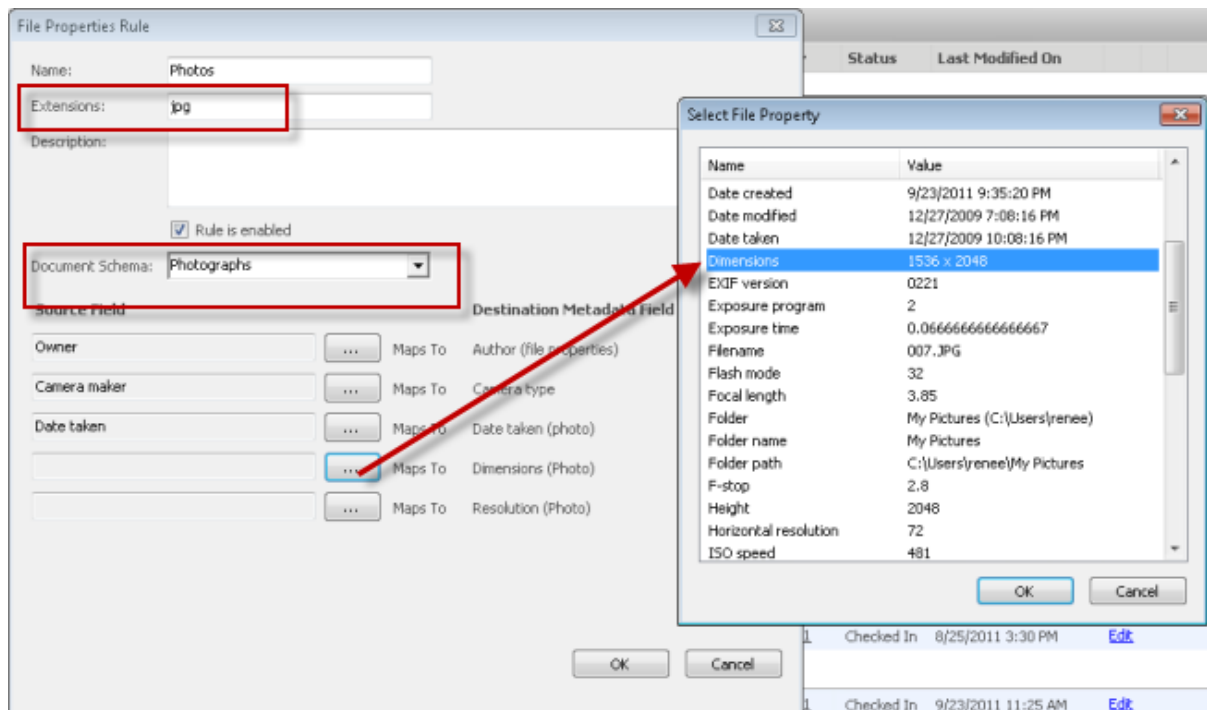 File Properties Rule
Name: Photos
Extensions: jpg
Description:
Rule is enabled
Document Schema: Photographs
Source Field Destination Metadata Field
Owner ... Maps To Author (file properties)
Camera maker ... Maps To Camera type
Date taken ... Maps To Date taken (photo)
... Maps To Dimensions (Photo)
... Maps To Resolution (Photo)
OK Cancel
Status Last Modified On
Select File Property
Name Value
Date created 9/23/2011 9:35:20 PM
Date modified 12/27/2009 7:08:16 PM
Date taken 12/27/2009 10:08:16 PM
Dimensions 1536 x 2048
EXIF version 0221
Exposure program 2
Exposure time 0.0666666666666667
Filename 007.JPG
Flash mode 32
Focal length 3.85
Folder My Pictures (C:\Users\renee)
Folder name My Pictures
Folder path C:\Users\renee\My Pictures
F-stop 2.8
Height 2048
Horizontal resolution 72
ISO speed 481
OK Cancel
1 Checked In 8/25/2011 3:30 PM Edit
1 Checked In 9/23/2011 11:25 AM Edit